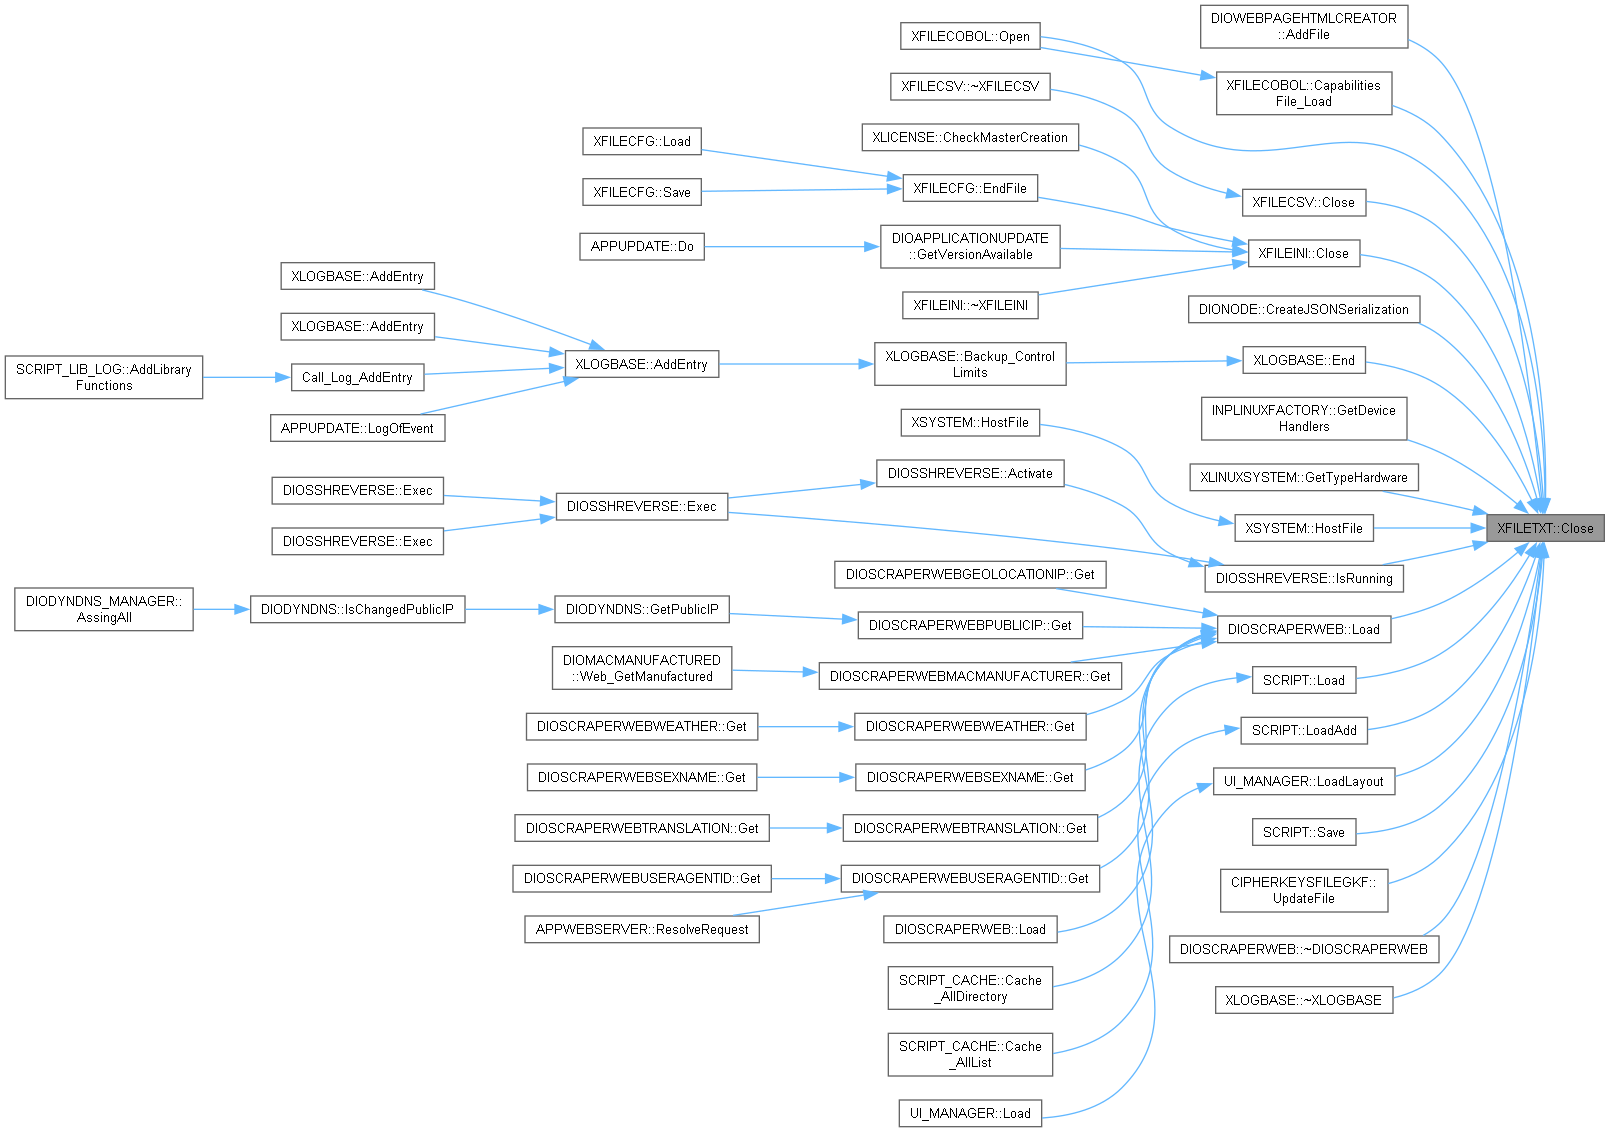 DIOWEBPAGEHTMLCREATOR
::AddFile
XFILECOBOL::Open
XFILECOBOL::Capabilities
File_Load
XFILECSV::~XFILECSV
XLICENSE::CheckMasterCreation
XFILECFG::Load
XFILECFG::EndFile
XFILECFG::Save
XFILECSV::Close
DIOAPPLICATIONUPDATE
::GetVersionAvailable
APPUPDATE::Do
XFILEINI::Close
XLOGBASE::AddEntry
XFILEINI::~XFILEINI
DIONODE::CreateJSONSerialization
XLOGBASE::AddEntry
XLOGBASE::Backup_Control
Limits
XLOGBASE::End
XLOGBASE::AddEntry
SCRIPT_LIB_LOG::AddLibrary
Functions
Call_Log_AddEntry
INPLINUXFACTORY::GetDevice
Handlers
APPUPDATE::LogOfEvent
XSYSTEM::HostFile
DIOSSHREVERSE::Activate
XLINUXSYSTEM::GetTypeHardware
DIOSSHREVERSE::Exec
DIOSSHREVERSE::Exec
XSYSTEM::HostFile
XFILETXT::Close
DIOSSHREVERSE::Exec
DIOSCRAPERWEBGEOLOCATIONIP::Get
DIOSSHREVERSE::IsRunning
DIODYNDNS_MANAGER::
AssingAll
DIODYNDNS::IsChangedPublicIP
DIODYNDNS::GetPublicIP
DIOSCRAPERWEBPUBLICIP::Get
DIOSCRAPERWEB::Load
DIOMACMANUFACTURED
::Web_GetManufactured
DIOSCRAPERWEBMACMANUFACTURER::Get
SCRIPT::Load
DIOSCRAPERWEBWEATHER::Get
DIOSCRAPERWEBWEATHER::Get
SCRIPT::LoadAdd
DIOSCRAPERWEBSEXNAME::Get
DIOSCRAPERWEBSEXNAME::Get
UI_MANAGER::LoadLayout
DIOSCRAPERWEBTRANSLATION::Get
DIOSCRAPERWEBTRANSLATION::Get
SCRIPT::Save
DIOSCRAPERWEBUSERAGENTID::Get
DIOSCRAPERWEBUSERAGENTID::Get
CIPHERKEYSFILEGKF::
UpdateFile
APPWEBSERVER::ResolveRequest
DIOSCRAPERWEB::Load
DIOSCRAPERWEB::~DIOSCRAPERWEB
SCRIPT_CACHE::Cache
_AllDirectory
XLOGBASE::~XLOGBASE
SCRIPT_CACHE::Cache
_AllList
UI_MANAGER::Load